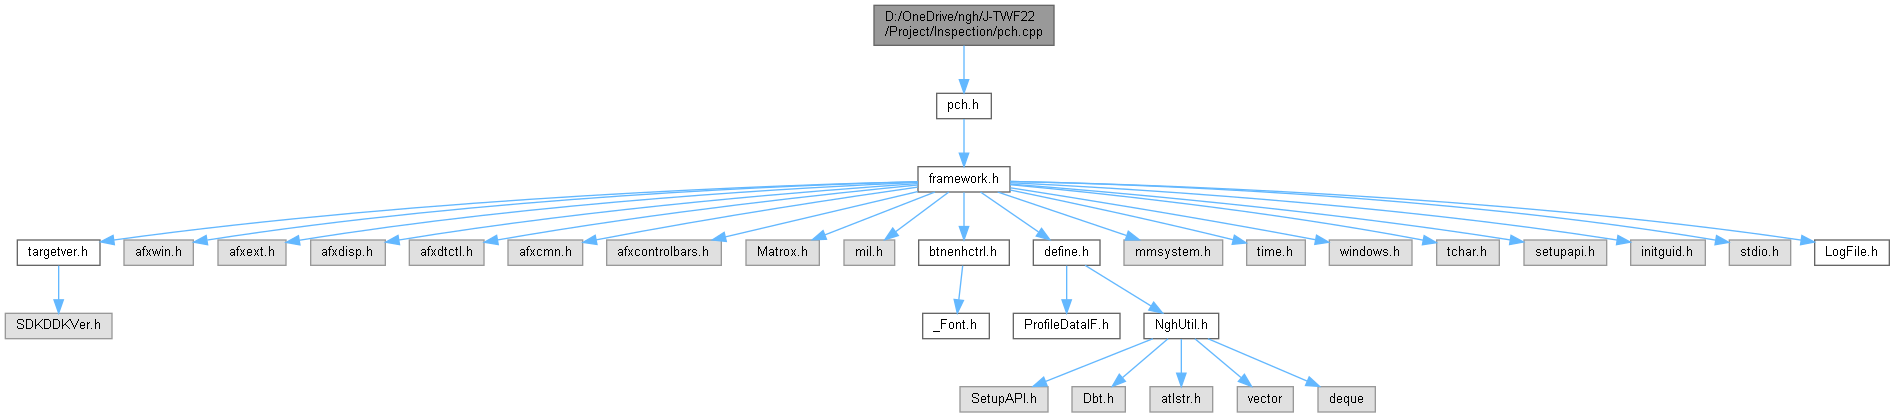 D:/OneDrive/ngh/J-TWF22
/Project/Inspection/pch.cpp
pch.h
framework.h
targetver.h
afxwin.h
afxext.h
afxdisp.h
afxdtctl.h
afxcmn.h
afxcontrolbars.h
Matrox.h
mil.h
btnenhctrl.h
define.h
mmsystem.h
time.h
windows.h
tchar.h
setupapi.h
initguid.h
stdio.h
LogFile.h
SDKDDKVer.h
_Font.h
ProfileDataIF.h
NghUtil.h
SetupAPI.h
Dbt.h
atlstr.h
vector
deque